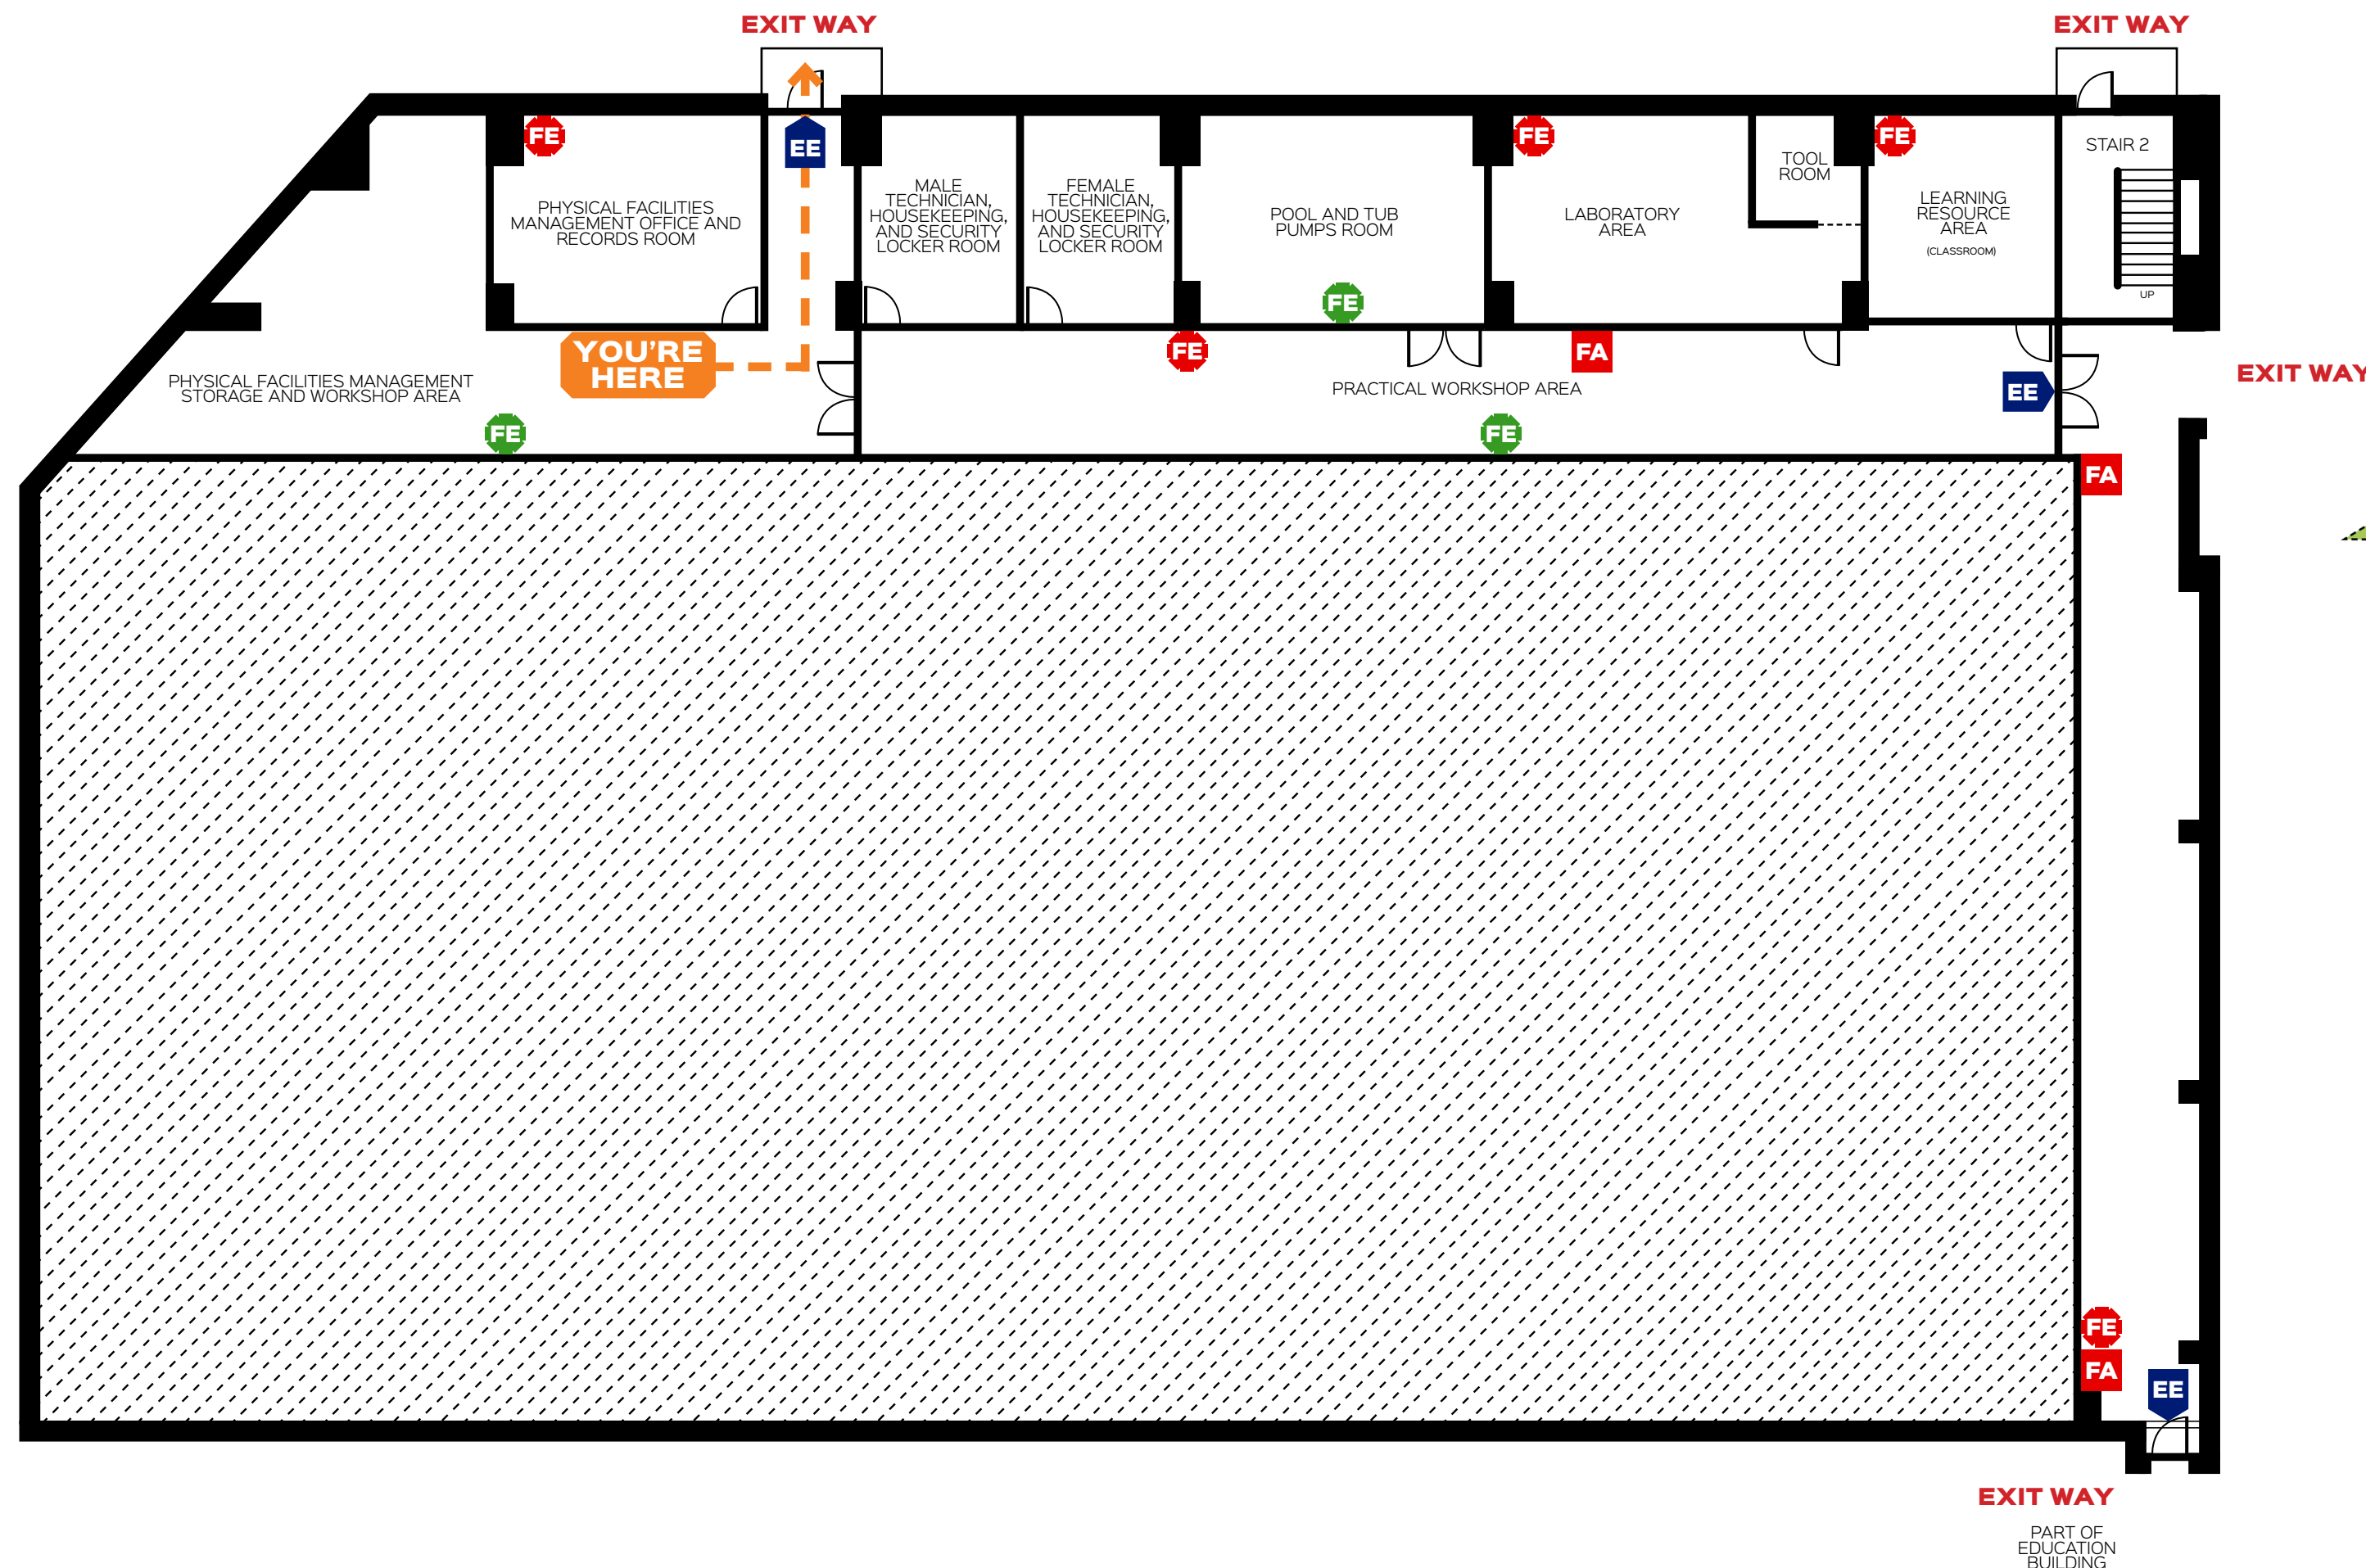 EXIT WAY
EXIT WAY
FE
EE
FE
FE
STAIR 2
TOOL
ROOM
PHYSICAL FACILITIES
MANAGEMENT OFFICE AND
RECORDS ROOM
MALE
TECHNICIAN,
HOUSEKEEPING,
AND SECURITY
LOCKER ROOM
FEMALE
TECHNICIAN,
HOUSEKEEPING,
AND SECURITY
LOCKER ROOM
POOL AND TUB
PUMPS ROOM
LABORATORY
AREA
LEARNING
RESOURCE
AREA
(CLASSROOM)
UP
FE
YOU'RE
HERE
FE
FA
EXIT WAY
PHYSICAL FACILITIES MANAGEMENT
STORAGE AND WORKSHOP AREA
PRACTICAL WORKSHOP AREA
EE
FE
FE
FA
FE
FA
EE
EXIT WAY
PART OF
EDUCATION
BUILDING